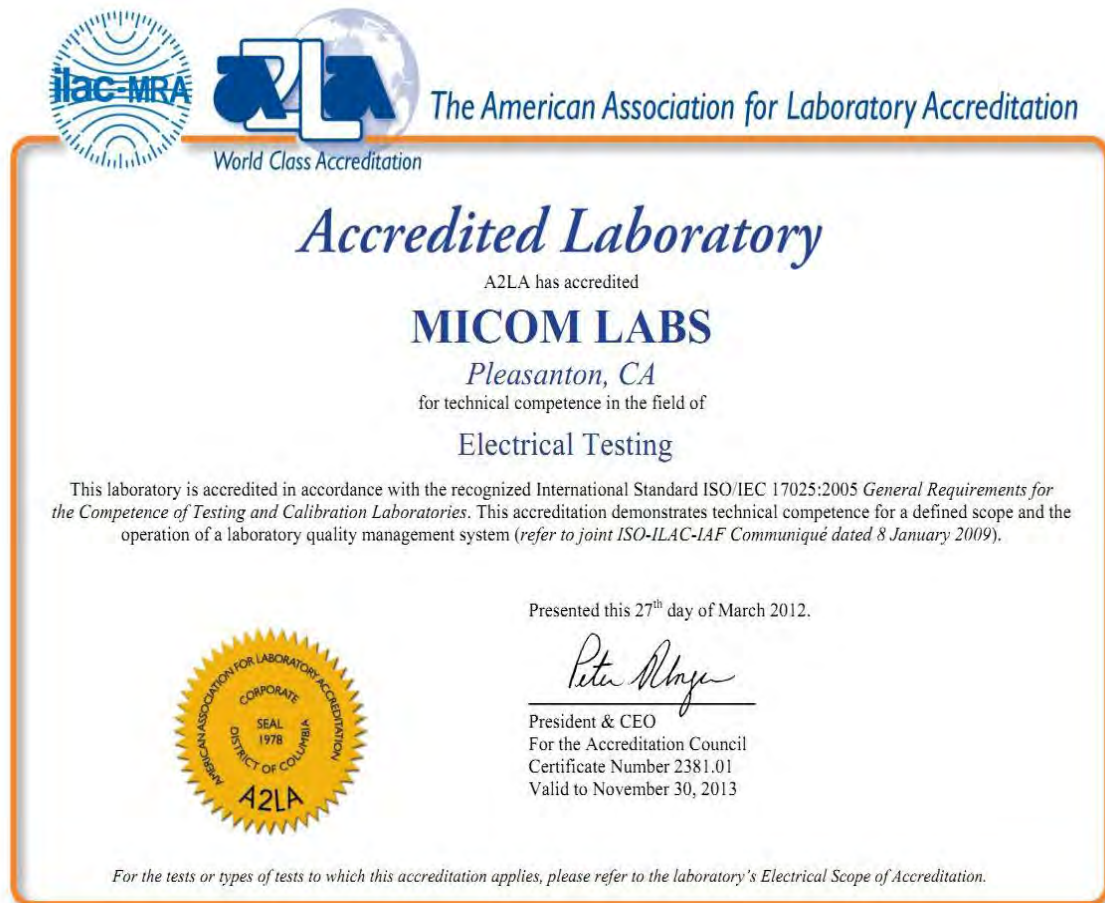 ilac-MRA
A2LA
World Class Accreditation
The American Association for Laboratory Accreditation
Accredited Laboratory
A2LA has accredited
MICOM LABS
Pleasanton, CA
for technical competence in the field of
Electrical Testing
This laboratory is accredited in accordance with the recognized International Standard ISO/IEC 17025:2005 General Requirements for
the Competence of Testing and Calibration Laboratories. This accreditation demonstrates technical competence for a defined scope and the
operation of a laboratory quality management system (refer to joint ISO-ILAC-IAF Communiqué dated 8 January 2009).
Presented this 27th day of March 2012.
President & CEO
For the Accreditation Council
Certificate Number 2381.01
Valid to November 30, 2013
AMERICAN ASSOCIATION FOR LABORATORY ACCREDITATION
CORPORATE
SEAL
1978
DISTRICT OF COLUMBIA
A2LA
For the tests or types of tests to which this accreditation applies, please refer to the laboratory's Electrical Scope of Accreditation.